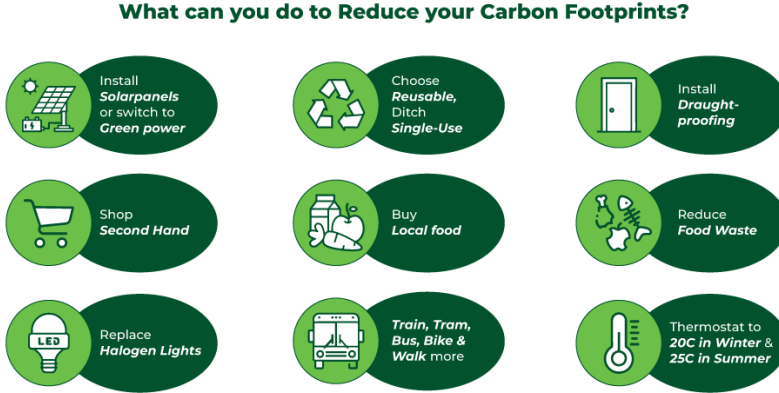 What can you do to Reduce your Carbon Footprints?
Install
Solarpanels
or switch to
Green power
Choose
Reusable,
Ditch
Single-Use
Install
Draught-
proofing
Shop
Second Hand
Buy
Local food
Reduce
Food Waste
LED
Replace
Halogen Lights
Train, Tram,
Bus, Bike &
Walk more
Thermostat to
20C in Winter &
25C in Summer